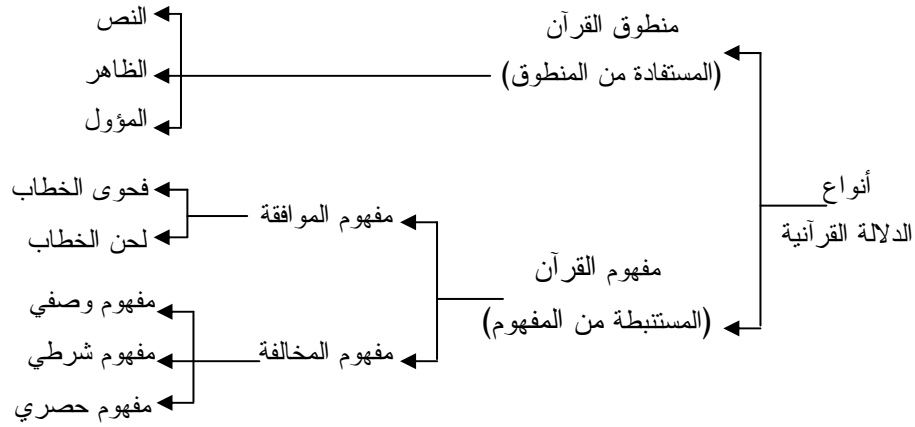 أنواع
الدلالة القرآنية
منطوق القرآن
(المستفادة من المنطوق)
النص
الظاهر
المؤول
مفهوم القرآن
(المستنبطة من المفهوم)
مفهوم الموافقة
فحوى الخطاب
لحن الخطاب
مفهوم المخالفة
مفهوم وصفي
مفهوم شرطي
مفهوم حصري